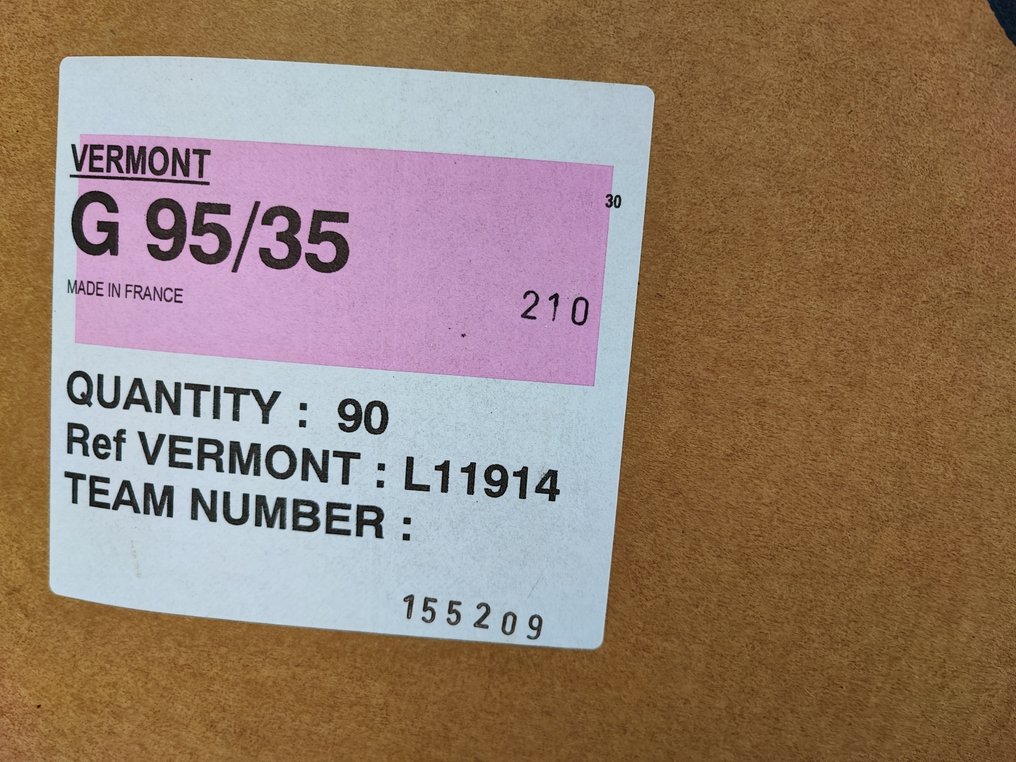 VERMONT
30
G 95/35
MADE IN FRANCE
210
QUANTITY : 90
Ref VERMONT : L11914
TEAM NUMBER :
155209